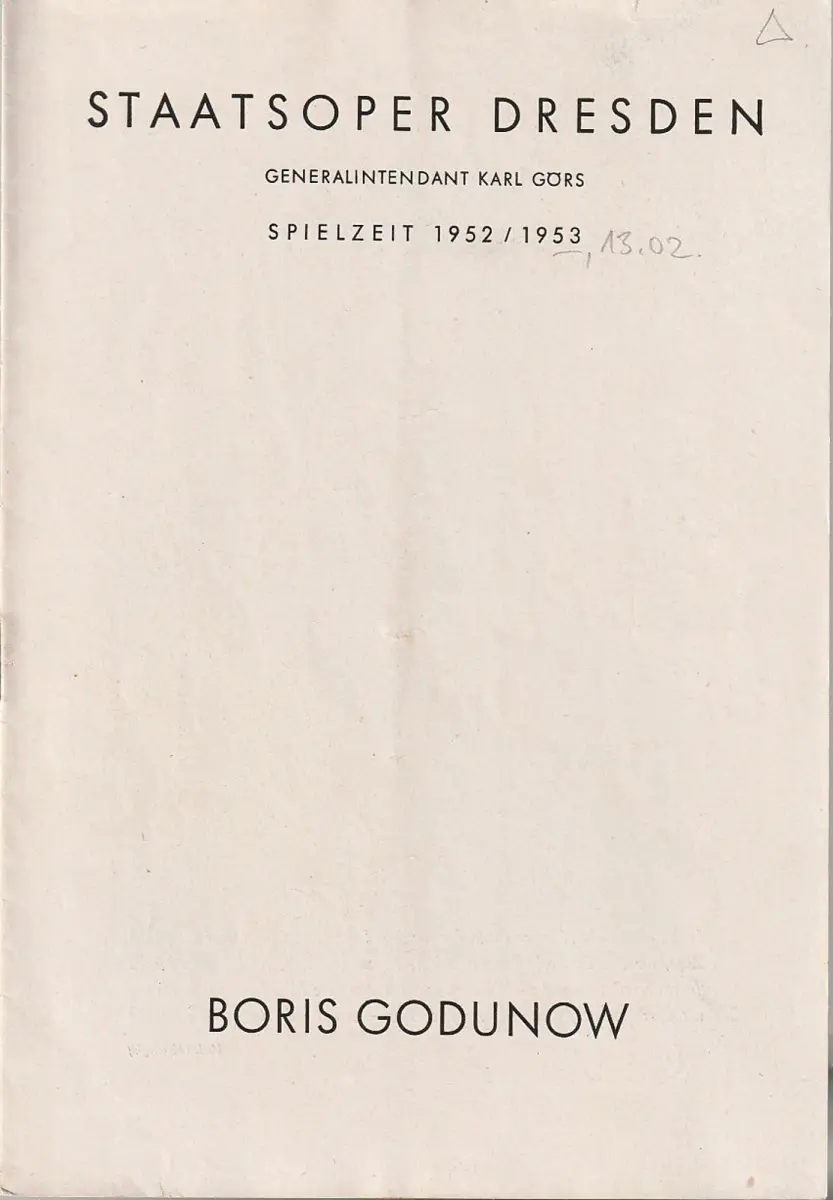 STAATSOPER DRESDEN
GENERALINTENDANT KARL GÖRS
SPIELZEIT 1952/1953, 13.02.
BORIS GODUNOW